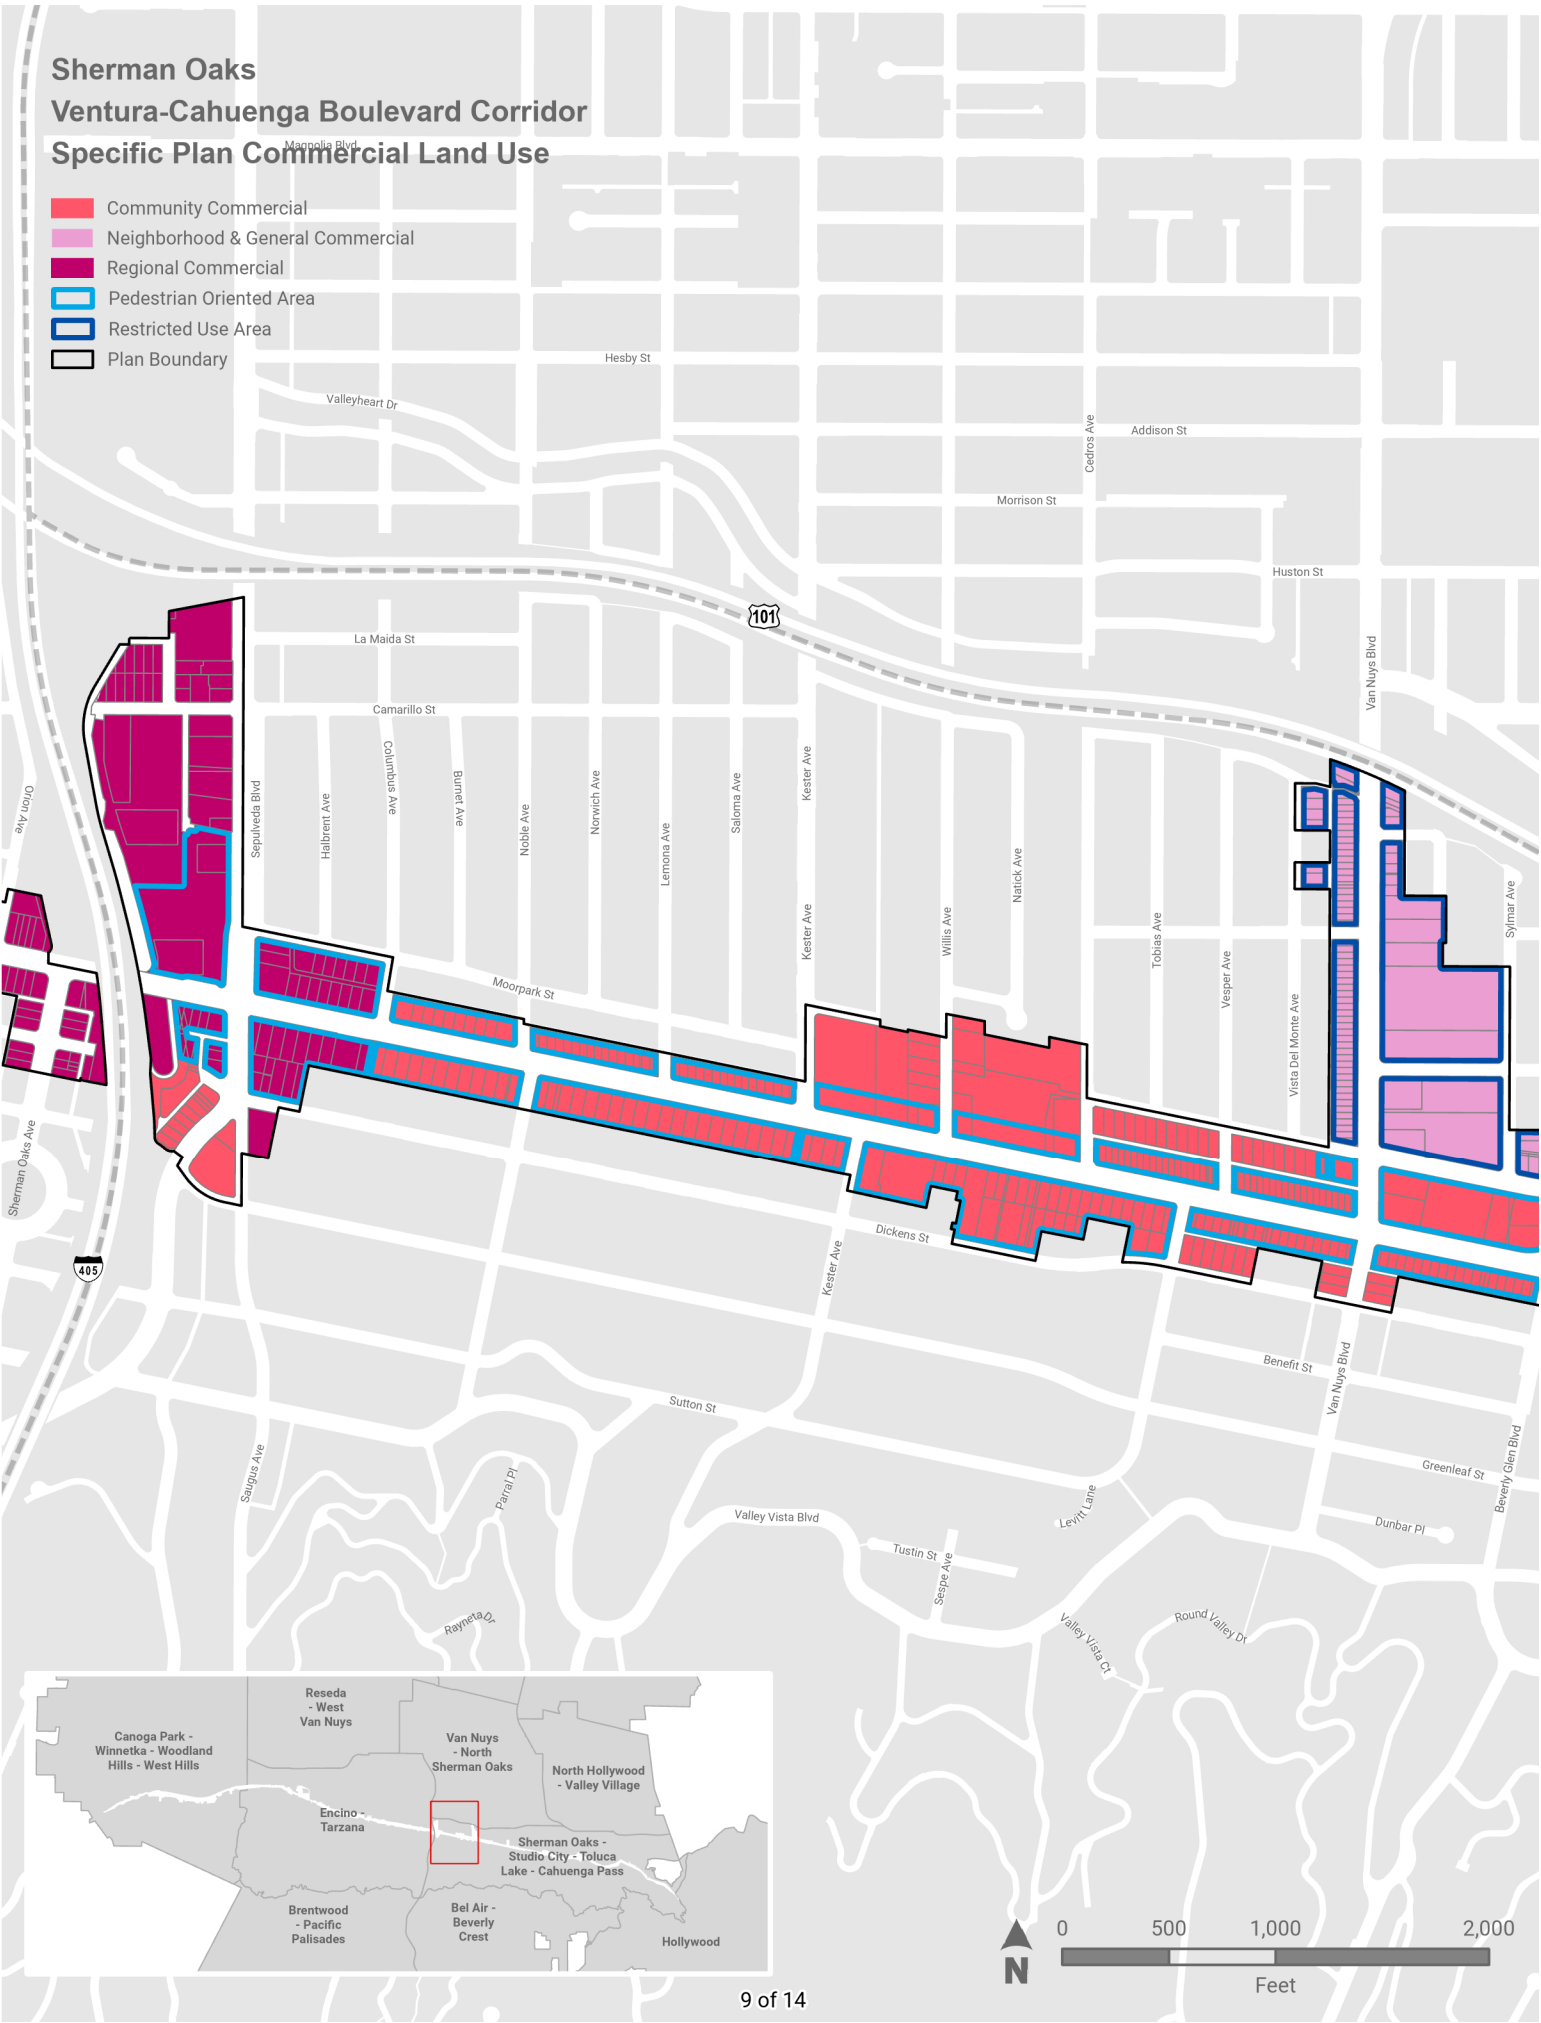 Sherman Oaks
Ventura-Cahuenga Boulevard Corridor
Specific Plan Commercial Land Use
Magnolia Blvd
Community Commercial
Neighborhood & General Commercial
Regional Commercial
Pedestrian Oriented Area
Restricted Use Area
Plan Boundary
Hesby St
Valleyheart Dr
Cedros Ave
Addison St
Morrison St
Huston St
101
La Maida St
Van Nuys Blvd
Camarillo St
Orion Ave
Sepulveda Blvd
Halbrent Ave
Columbus Ave
Burnet Ave
Noble Ave
Norwich Ave
Lemona Ave
Saloma Ave
Kester Ave
Kester Ave
Willis Ave
Natick Ave
Tobias Ave
Vesper Ave
Vista Del Monte Ave
Sylmar Ave
Moorpark St
Sherman Oaks Ave
405
Dickens St
Kester Ave
Benefit St
Van Nuys Blvd
Sutton St
Saugus Ave
Parral Pl
Greenleaf St
Beverly Glen Blvd
Valley Vista Blvd
Levitt Lane
Dunbar Pl
Tustin St
Sespe Ave
Rayneta Dr
Valley Vista Ct
Round Valley Dr
Reseda
- West
Van Nuys
Canoga Park -
Winnetka - Woodland
Hills - West Hills
Van Nuys
- North
Sherman Oaks
North Hollywood
- Valley Village
Encino -
Tarzana
Sherman Oaks -
Studio City - Toluca
Lake - Cahuenga Pass
Brentwood
- Pacific
Palisades
Bel Air -
Beverly
Crest
Hollywood
N
0 500 1,000 2,000
Feet
9 of 14